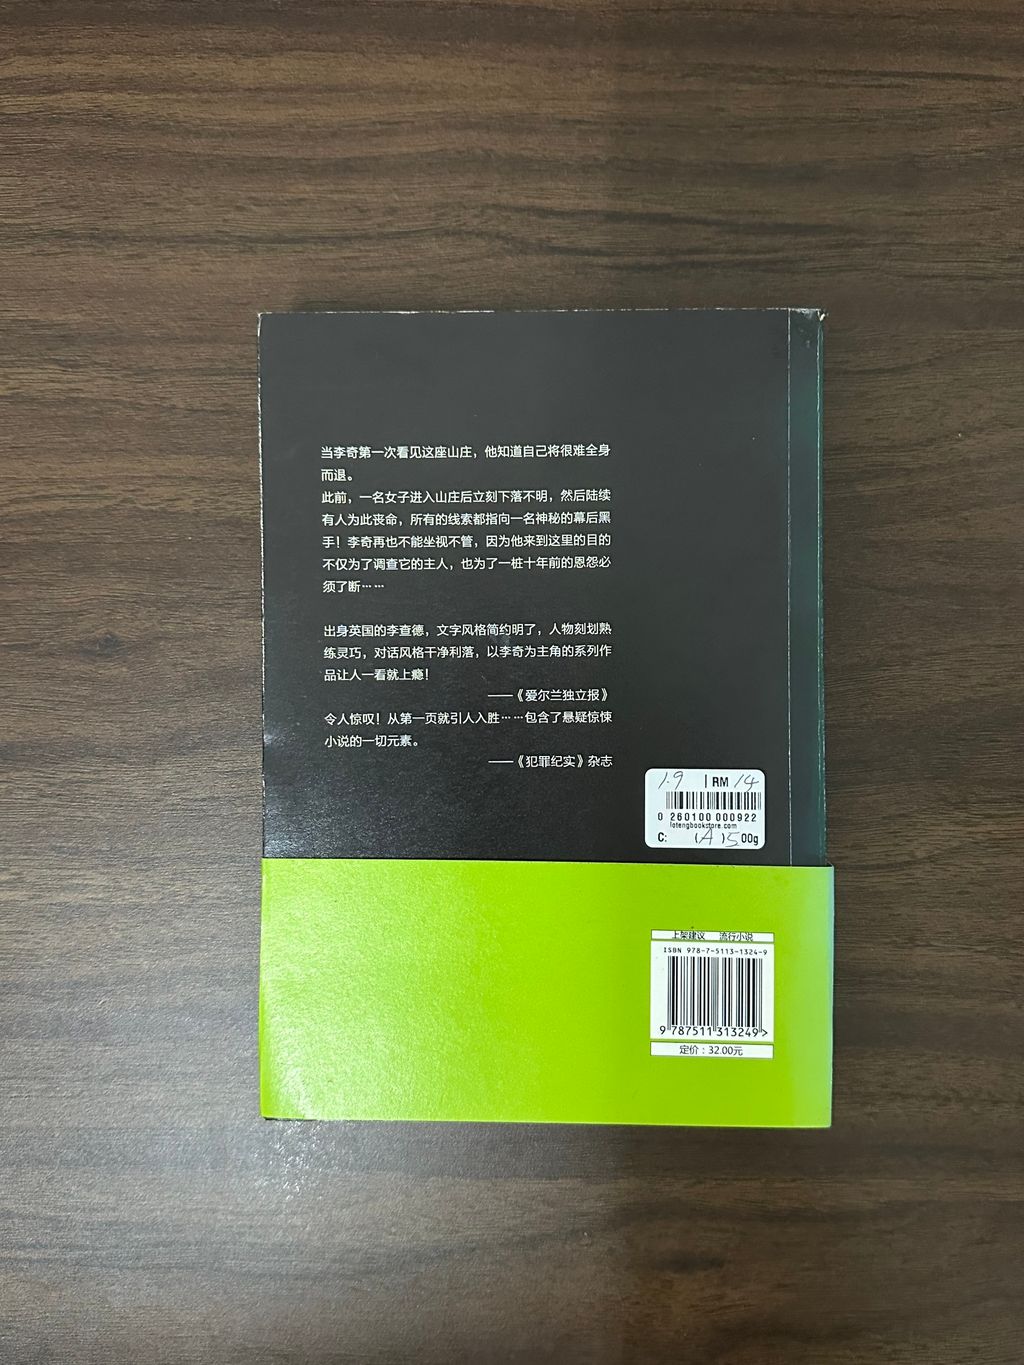 当李奇第一次看见这座山庄，他知道自己将很难全身
而退。
此前，一名女子进入山庄后立刻下落不明，然后陆续
有人为此丧命，所有的线索都指向一名神秘的幕后黑
手！李奇再也不能坐视不管，因为他来到这里的目的
不仅为了调查它的主人，也为了一桩十年前的恩怨必
须了断……
出身英国的李查德，文字风格简约明了，人物刻划熟
练灵巧，对话风格干净利落，以李奇为主角的系列作
品让人一看就上瘾！
——《爱尔兰独立报》
令人惊叹！从第一页就引人入胜……包含了悬疑惊悚
小说的一切元素。
——《犯罪纪实》杂志
1.9 RM 14
0 260100 000922
lotengbookstore.com
C: 1A 15 00g
上架建议 流行小说
ISBN 978-7-5113-1324-9
9 787511 313249>
定价：32.00元